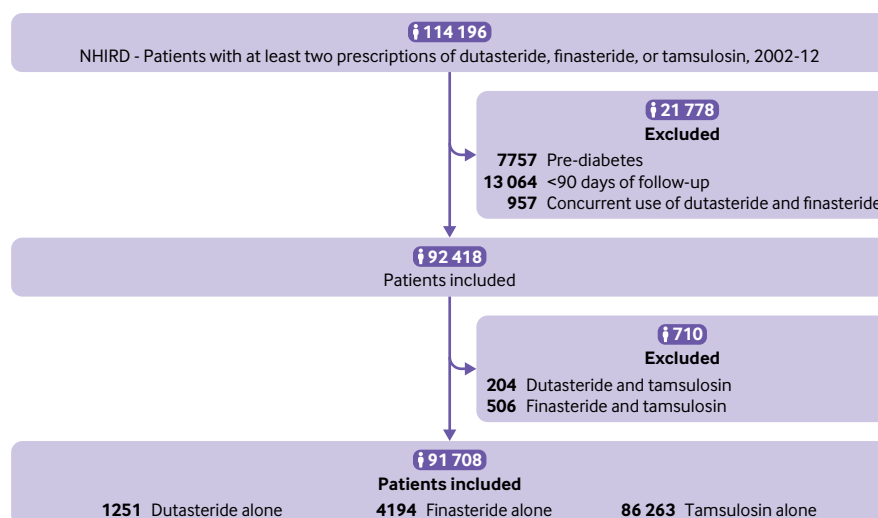 114 196
NHIRD - Patients with at least two prescriptions of dutasteride, finasteride, or tamsulosin, 2002-12
21 778
Excluded
7757 Pre-diabetes
13 064 <90 days of follow-up
957 Concurrent use of dutasteride and finasteride
92 418
Patients included
710
Excluded
204 Dutasteride and tamsulosin
506 Finasteride and tamsulosin
91 708
Patients included
1251 Dutasteride alone 4194 Finasteride alone 86 263 Tamsulosin alone